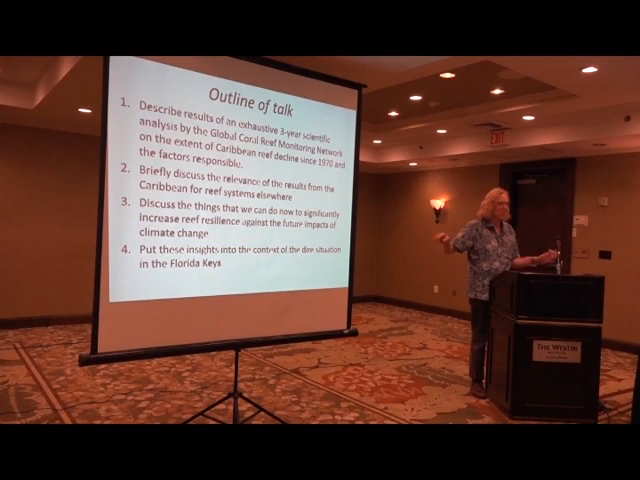 Outline of talk
1. Describe results of an exhaustive 3-year scientific
analysis by the Global Coral Reef Monitoring Network
on the extent of Caribbean reef decline since 1970 and
the factors responsible.
2. Briefly discuss the relevance of the results from the
Caribbean for reef systems elsewhere
3. Discuss the things that we can do now to significantly
increase reef resilience against the future impacts of
climate change
4. Put these insights into the context of the dire situation
in the Florida Keys
EXIT
THE WESTIN